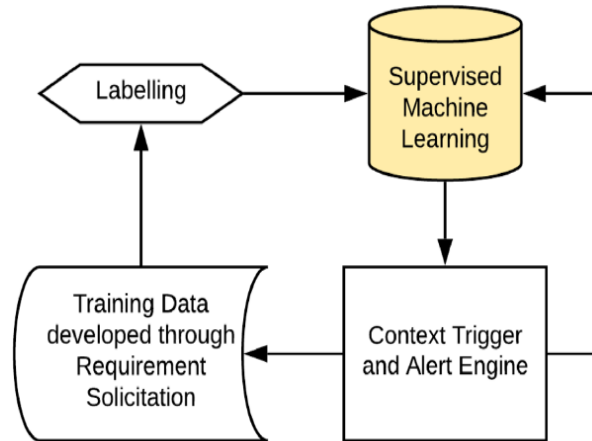 Labelling
Supervised
Machine
Learning
Training Data
developed through
Requirement
Solicitation
Context Trigger
and Alert Engine